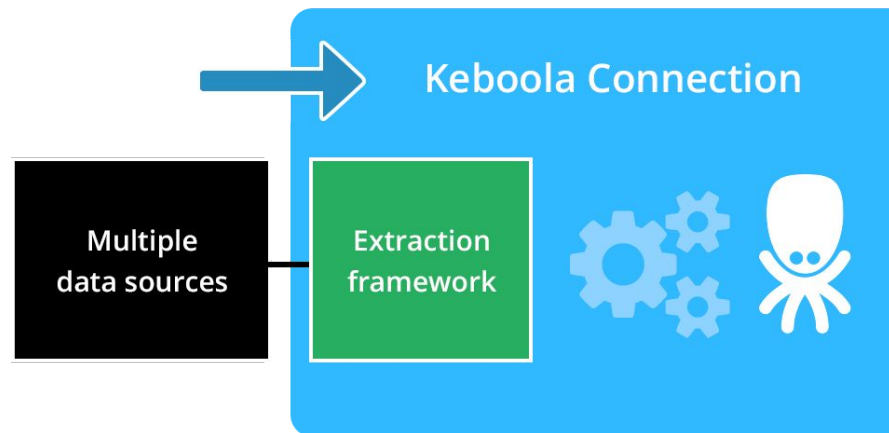 Keboola Connection
Multiple
data sources
Extraction
framework